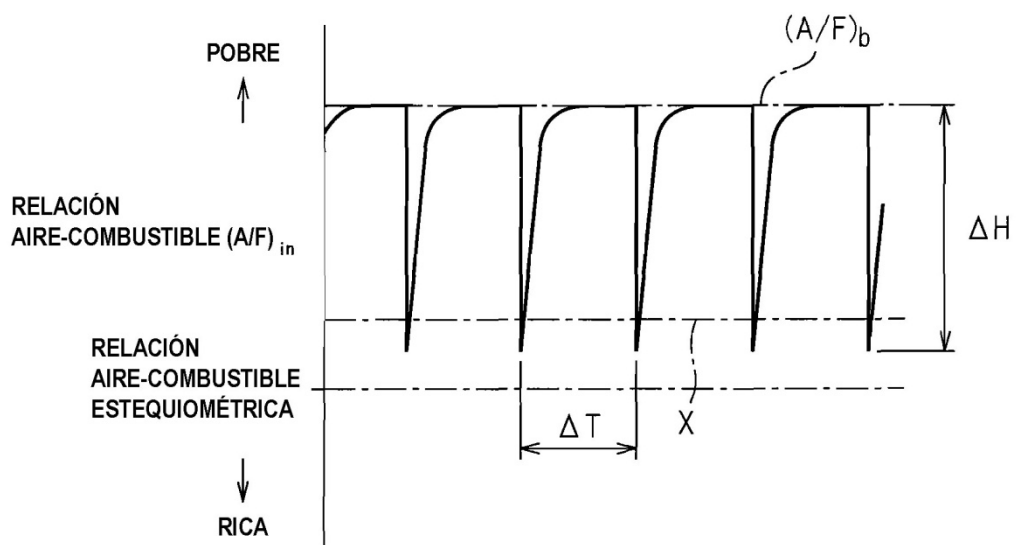 POBRE
(A/F)b
RELACIÓN
AIRE-COMBUSTIBLE (A/F) in
ΔH
RELACIÓN
AIRE-COMBUSTIBLE
ESTEQUIOMÉTRICA
X
ΔT
RICA